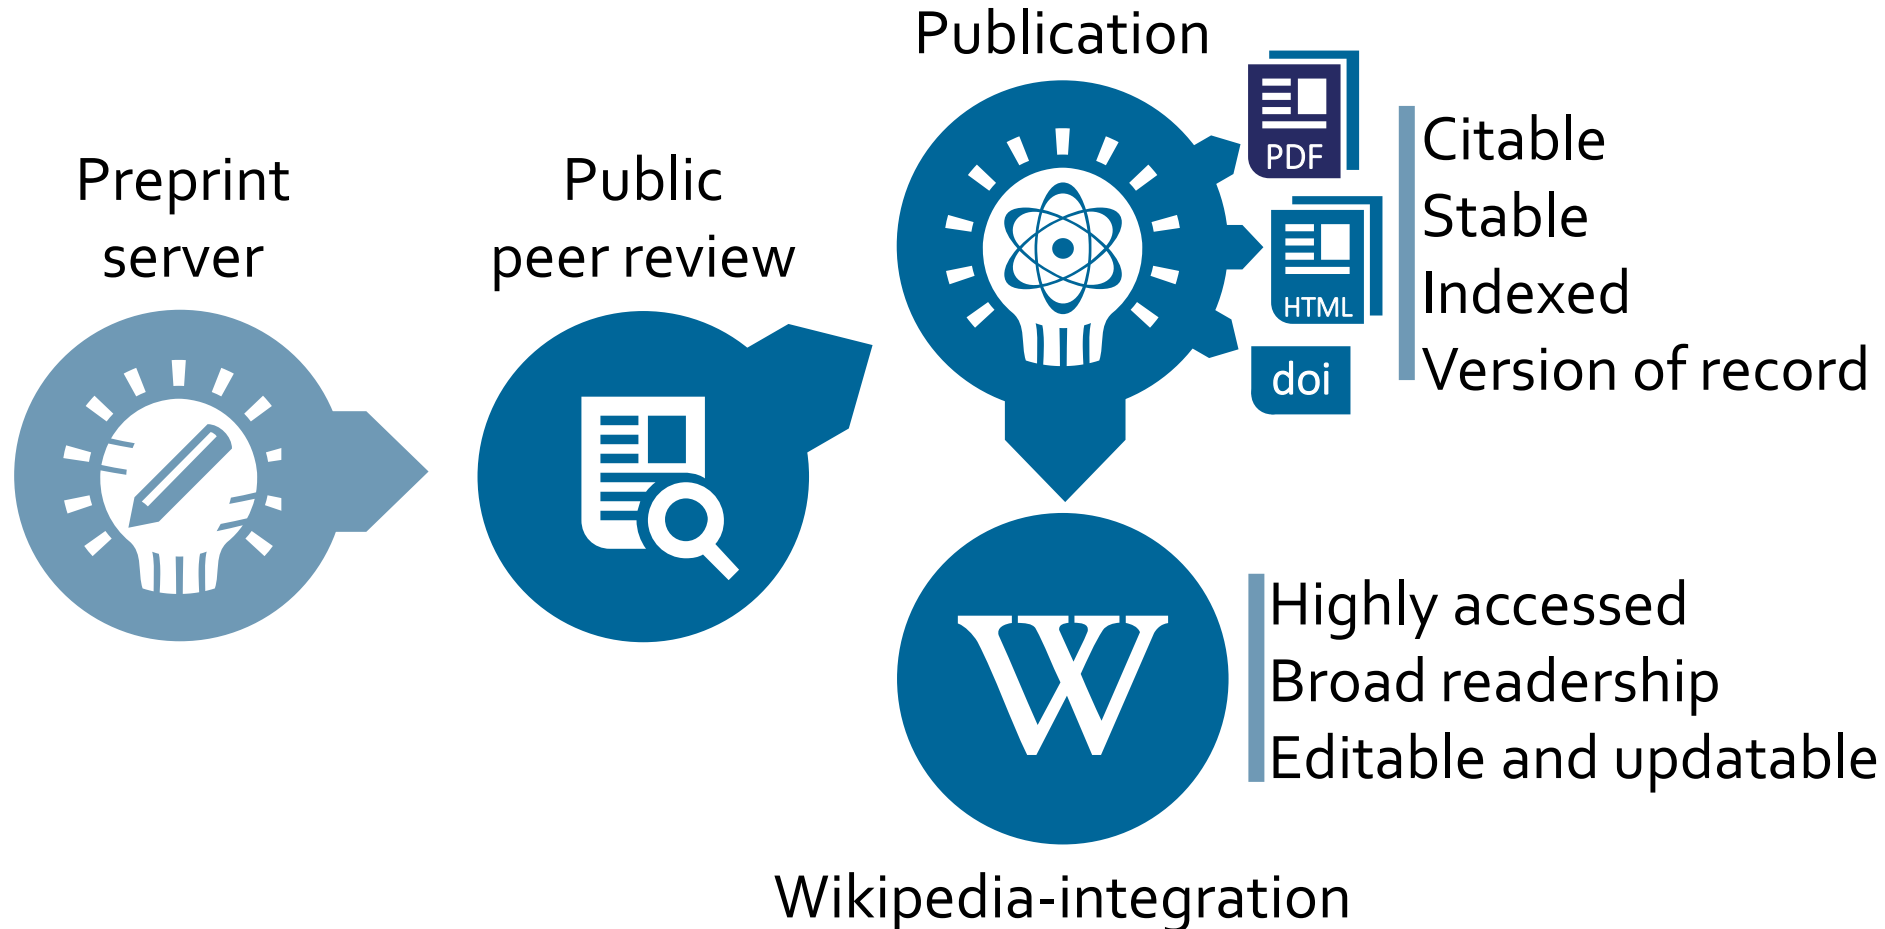 Preprint
server
Public
peer review
Publication
PDF
HTML
doi
Citable
Stable
Indexed
Version of record
W
Highly accessed
Broad readership
Editable and updatable
Wikipedia-integration